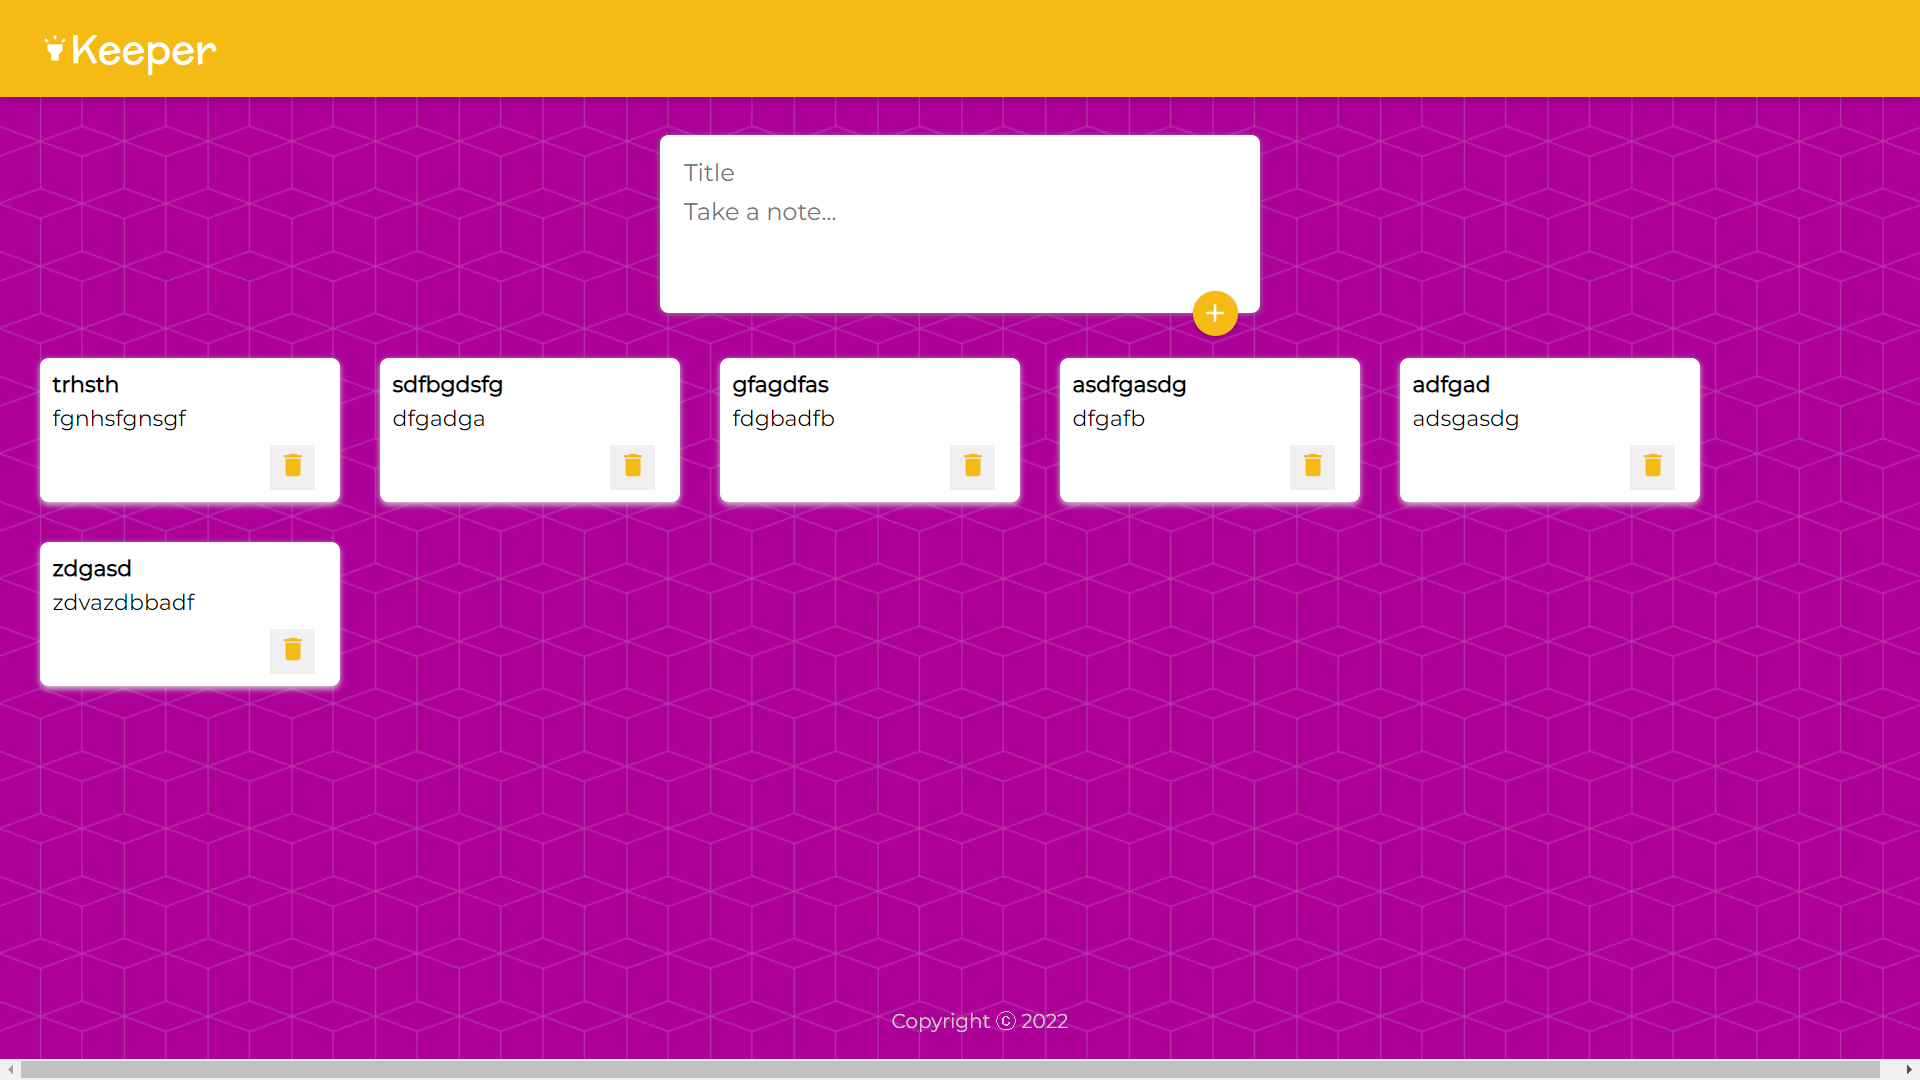 Keeper
Title
Take a note...
trhsth
fgnhsfgnsgf
sdfbgdsfg
dfgadga
gfagdfas
fdgbadfb
asdfgasdg
dfgafb
adfgad
adsgasdg
zdgasd
zdvazdbbadf
Copyright ⓒ 2022